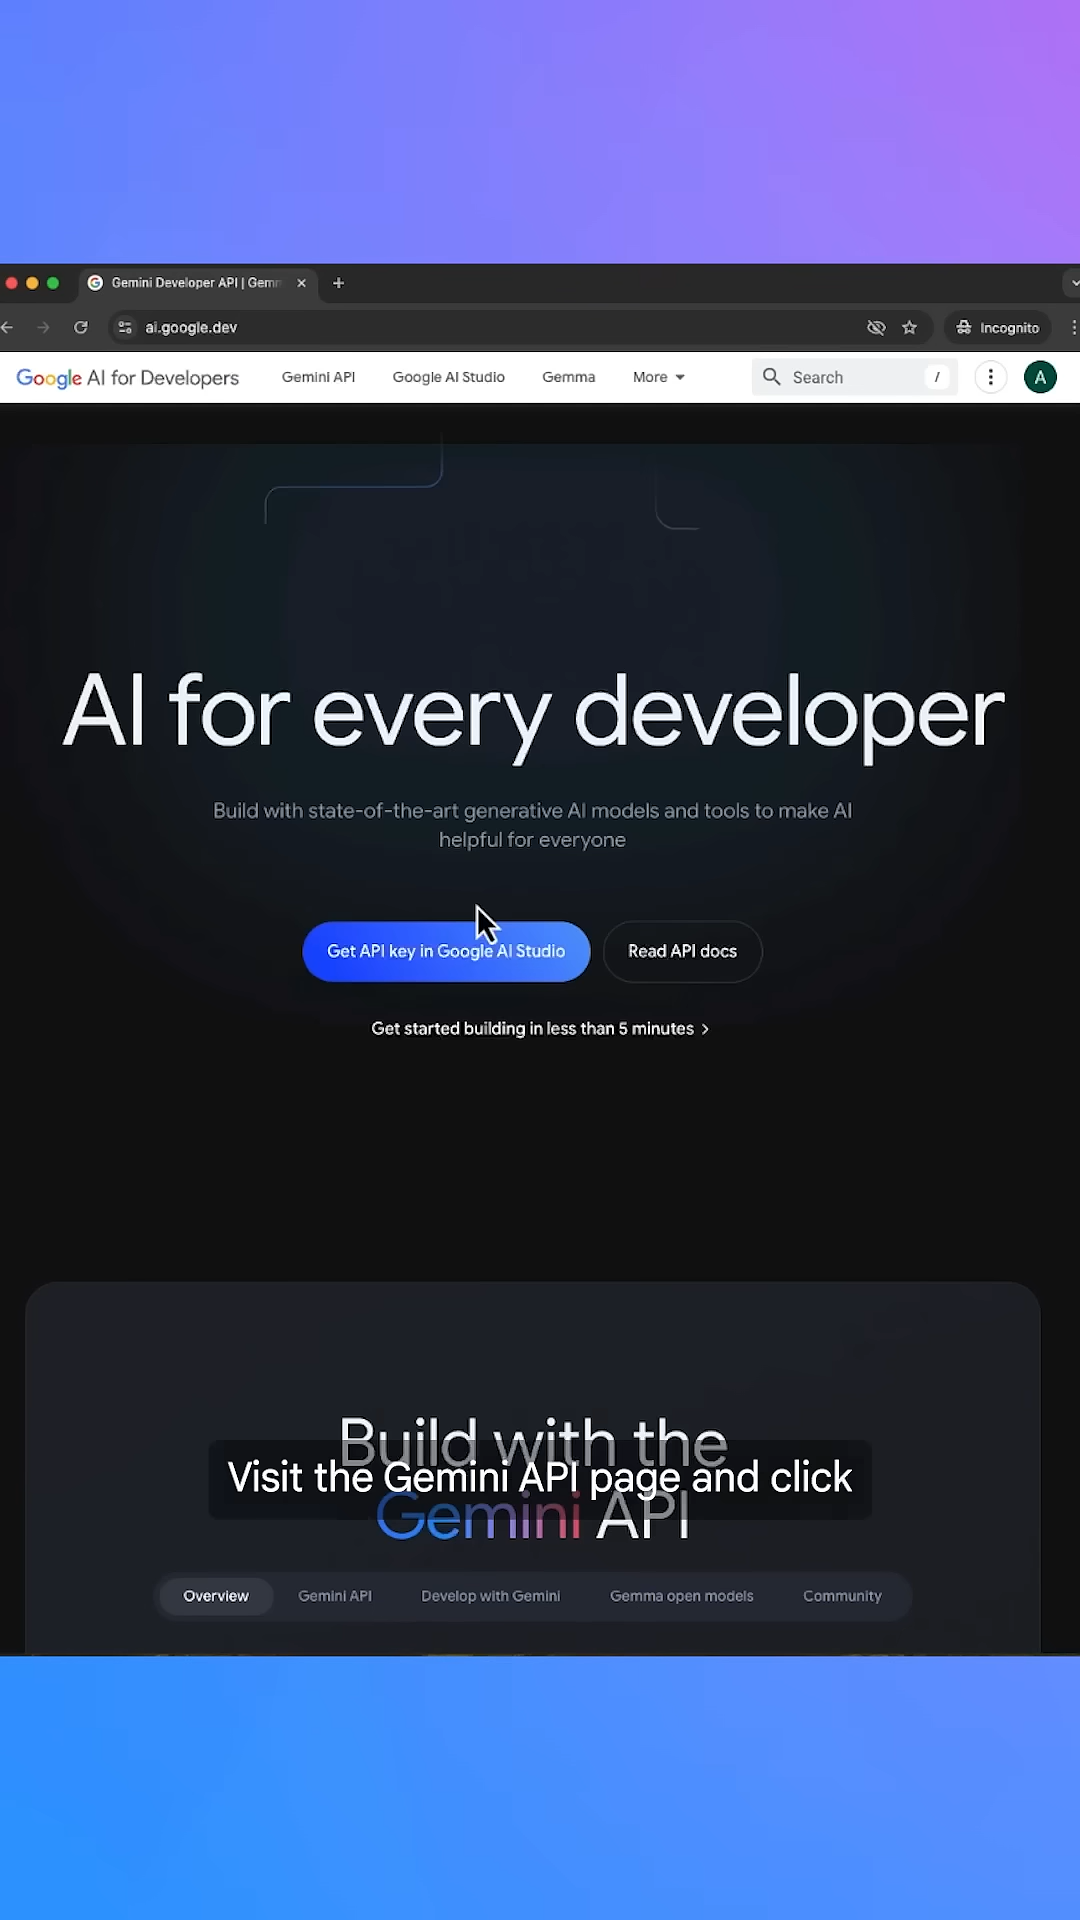 Gemini Developer API | Gem
ai.google.dev
Incognito
Google AI for Developers
Gemini API
Google AI Studio
Gemma
More
Search
/
A
AI for every developer
Build with state-of-the-art generative AI models and tools to make AI
helpful for everyone
Get API key in Google AI Studio
Read API docs
Get started building in less than 5 minutes >
Build with the
Visit the Gemini API page and click
Gemini API
Overview
Gemini API
Develop with Gemini
Gemma open models
Community